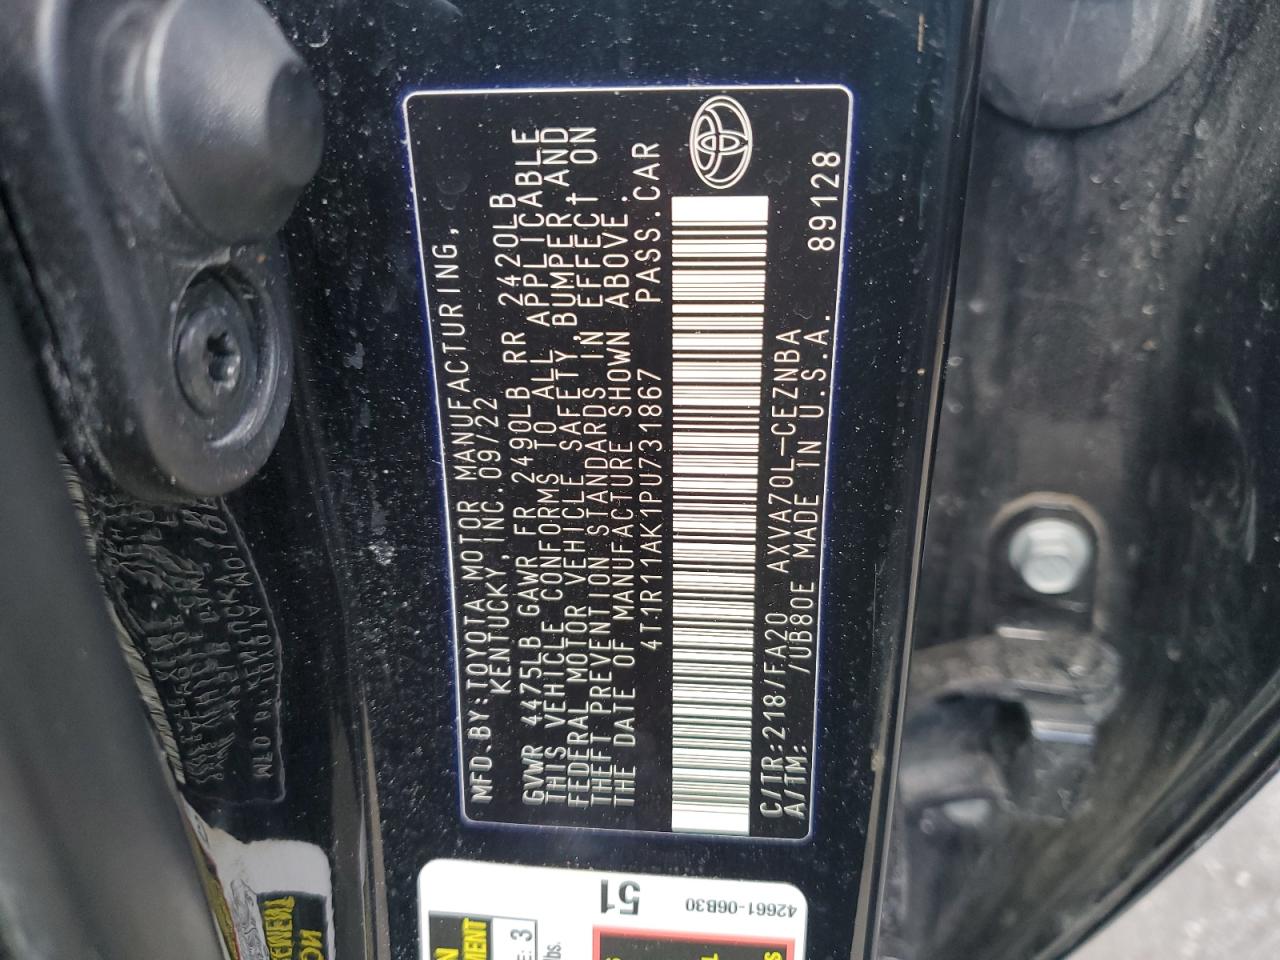 MFD.BY:TOYOTA MOTOR MANUFACTURING,
KENTUCKY, INC.09/22
GVWR 4475LB GAWR FR 2490LB RR 2420LB
THIS VEHICLE CONFORMS TO ALL APPLICABLE
FEDERAL MOTOR VEHICLE SAFETY,BUMPER,AND
THEFT PREVENTION STANDARDS IN EFFECT ON
THE DATE OF MANUFACTURE SHOWN ABOVE.
4T1R11AK1PU731867 PASS.CAR
C/TR:218/FA20 AXVA70L-CEZNBA
A/TM: /UB80E MADE IN U.S.A. 89128
51
42661-06B30